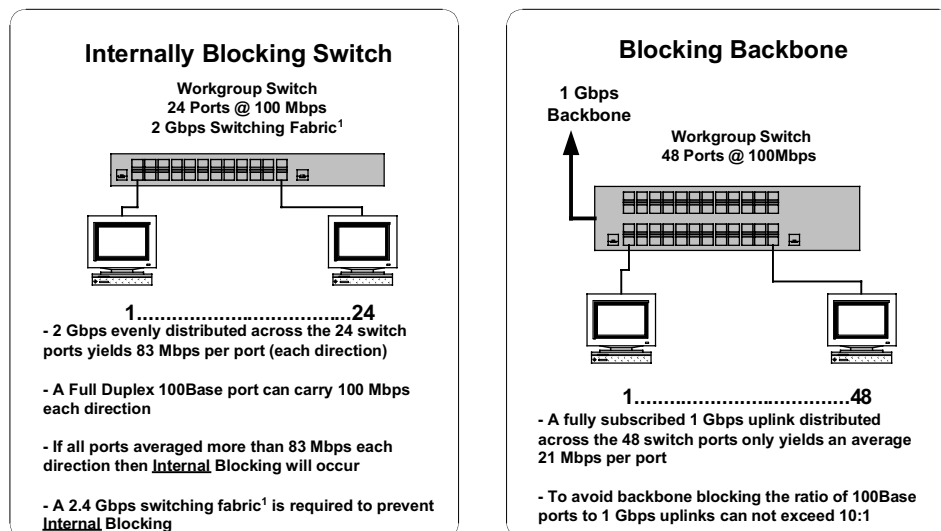 Internally Blocking Switch
Workgroup Switch
24 Ports @ 100 Mbps
2 Gbps Switching Fabric¹
1....................................24
- 2 Gbps evenly distributed across the 24 switch
ports yields 83 Mbps per port (each direction)
- A Full Duplex 100Base port can carry 100 Mbps
each direction
- If all ports averaged more than 83 Mbps each
direction then Internal Blocking will occur
- A 2.4 Gbps switching fabric¹ is required to prevent
Internal Blocking
Blocking Backbone
1 Gbps
Backbone
Workgroup Switch
48 Ports @ 100Mbps
1....................................48
- A fully subscribed 1 Gbps uplink distributed
across the 48 switch ports only yields an average
21 Mbps per port
- To avoid backbone blocking the ratio of 100Base
ports to 1 Gbps uplinks can not exceed 10:1